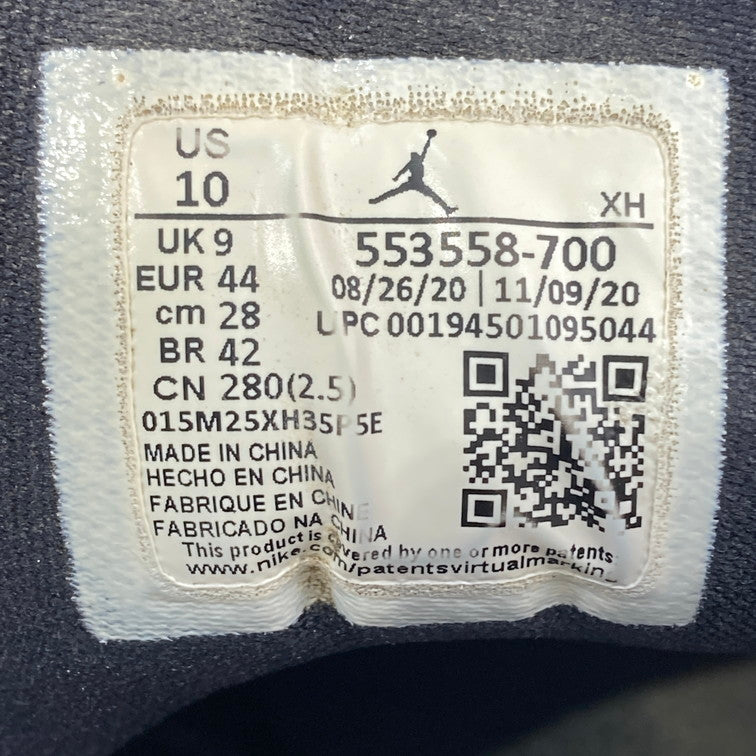 US
10
XH
UK 9
EUR 44
cm 28
BR 42
CN 280(2.5)
553558-700
08/26/20 | 11/09/20
UPC 00194501095044
015M25XH35P5E
MADE IN CHINA
HECHO EN CHINA
FABRIQUE EN CHINE
FABRICADO NA CHINA
This product is covered by one or more patents
www.nike.com/patentsvirtualmarking